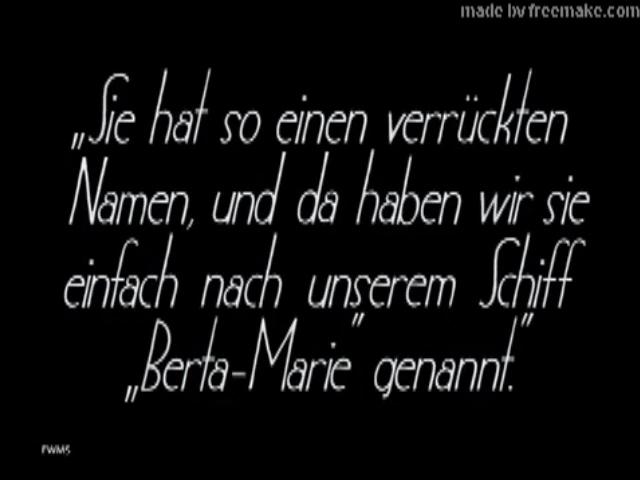 made by freemake.com
„Sie hat so einen verrückten
Namen, und da haben wir sie
einfach nach unserem Schiff
„Berta-Marie" genannt."
FWMS